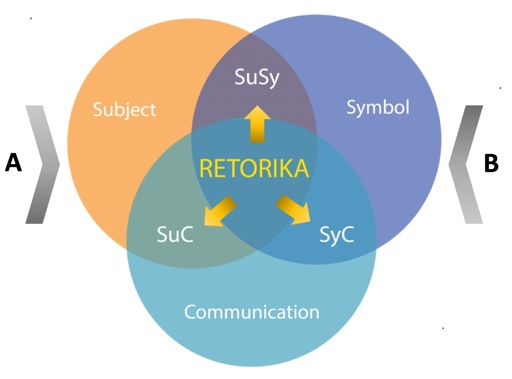 SuSy
Subject
Symbol
A
RETORIKA
B
SuC
SyC
Communication